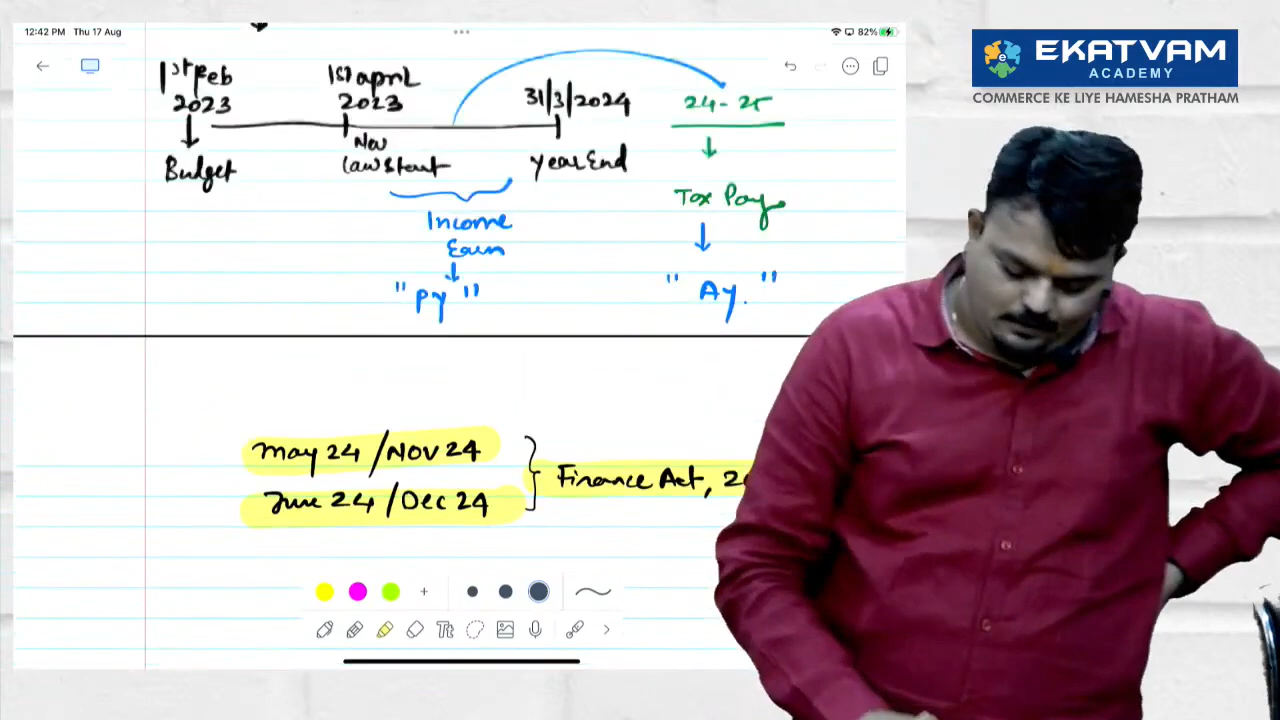 12:42 PM Thu 17 Aug
82%
EKATVAM
ACADEMY
COMMERCE KE LIYE HAMESHA PRATHAM
1st Feb 2023
1st april 2023
31/3/2024
24-25
Budget
New Law Start
Year End
Income Earn
Tax Pay
"PY"
"Ay."
May 24 / Nov 24
June 24 / Dec 24
Finance Act, 20
Tt